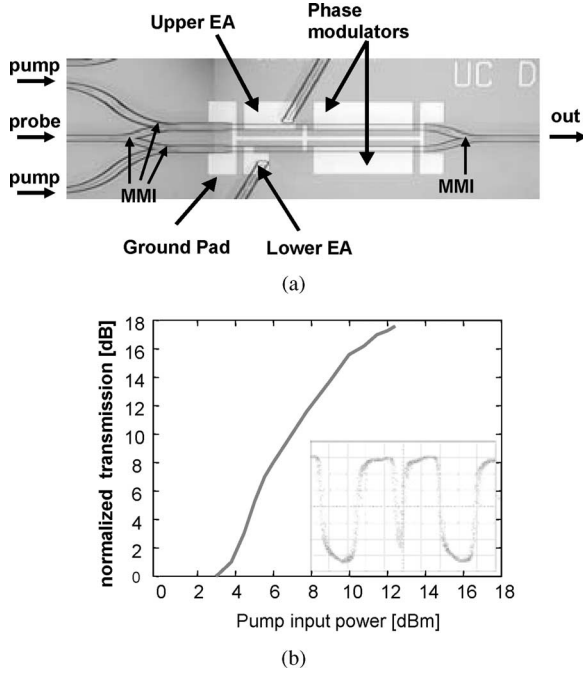 Upper EA
Phase
modulators
pump
UC D
probe
out
MMI
MMI
pump
Ground Pad
Lower EA
(a)
normalized transmission [dB]
18
16
14
12
10
8
6
4
2
0
0 2 4 6 8 10 12 14 16 18
Pump input power [dBm]
(b)